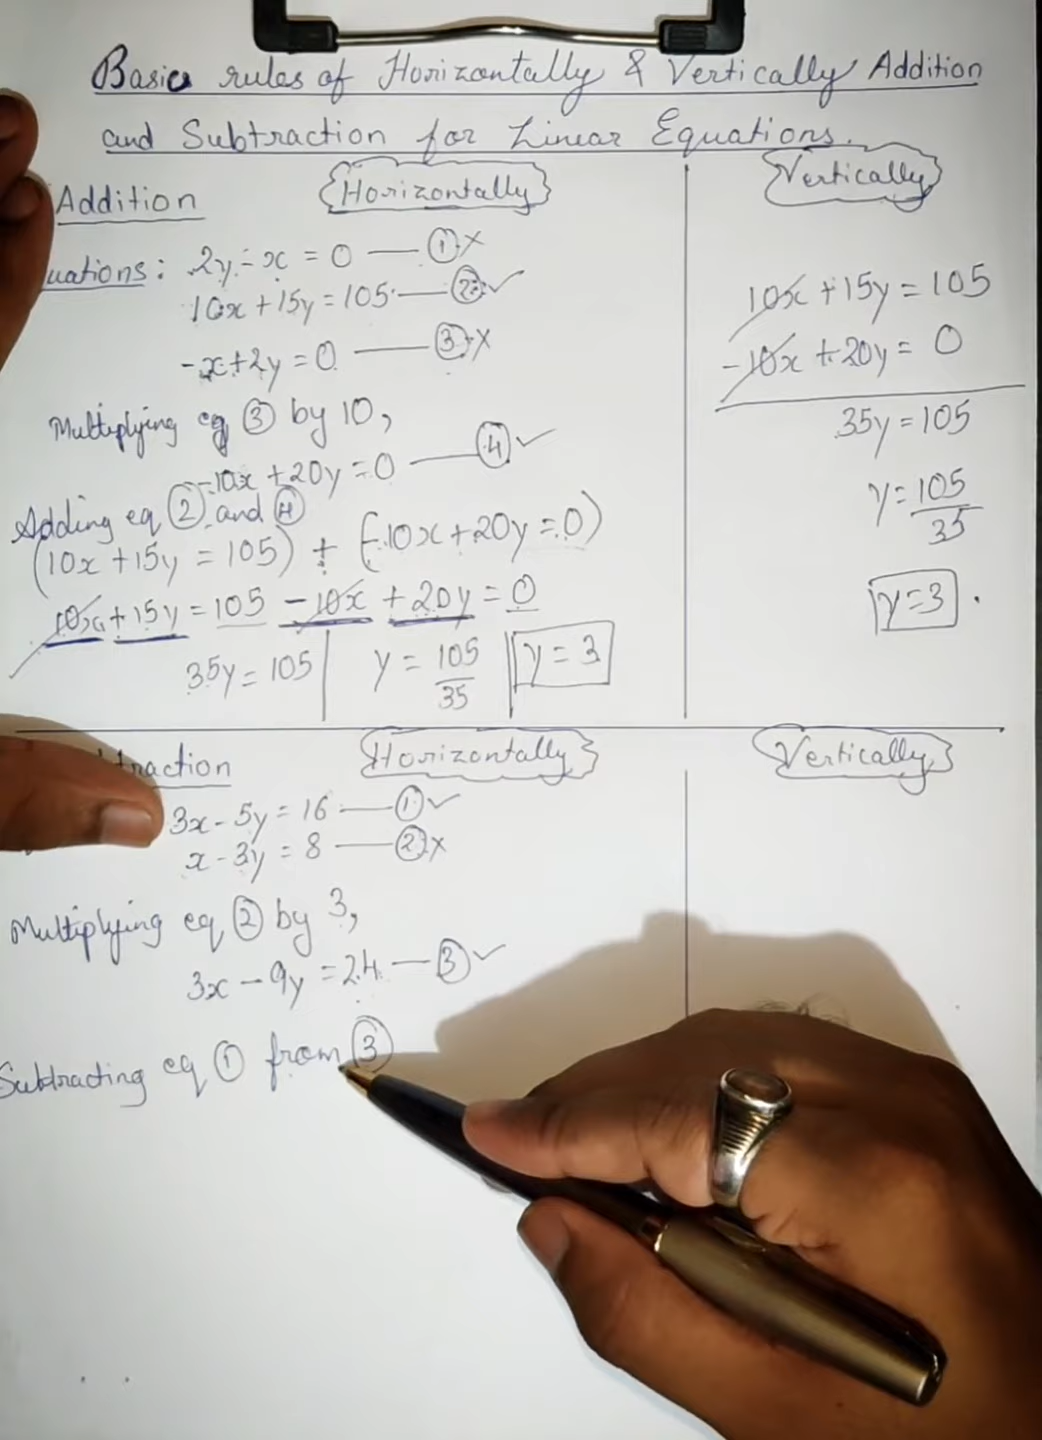 Basic rules of Horizontally & Vertically Addition
and Subtraction for Linear Equations.
Addition
Horizontally
uations: 2y - x = 0 — ① ×
10x + 15y = 105 — ② ✓
-x + 2y = 0 — ③ ×
Multiplying eq ③ by 10,
-10x + 20y = 0 — ④ ✓
Adding eq ② and ④
(10x + 15y = 105) + (-10x + 20y = 0)
10x + 15y = 105 - 10x + 20y = 0
35y = 105 | y = 105/35 | y = 3
Vertically
10x + 15y = 105
-10x + 20y = 0
35y = 105
y = 105/35
y = 3 .
traction
Horizontally
3x - 5y = 16 — ① ✓
x - 3y = 8 — ② ×
Multiplying eq ② by 3,
3x - 9y = 24 — ③ ✓
Subtracting eq ① from ③
Vertically